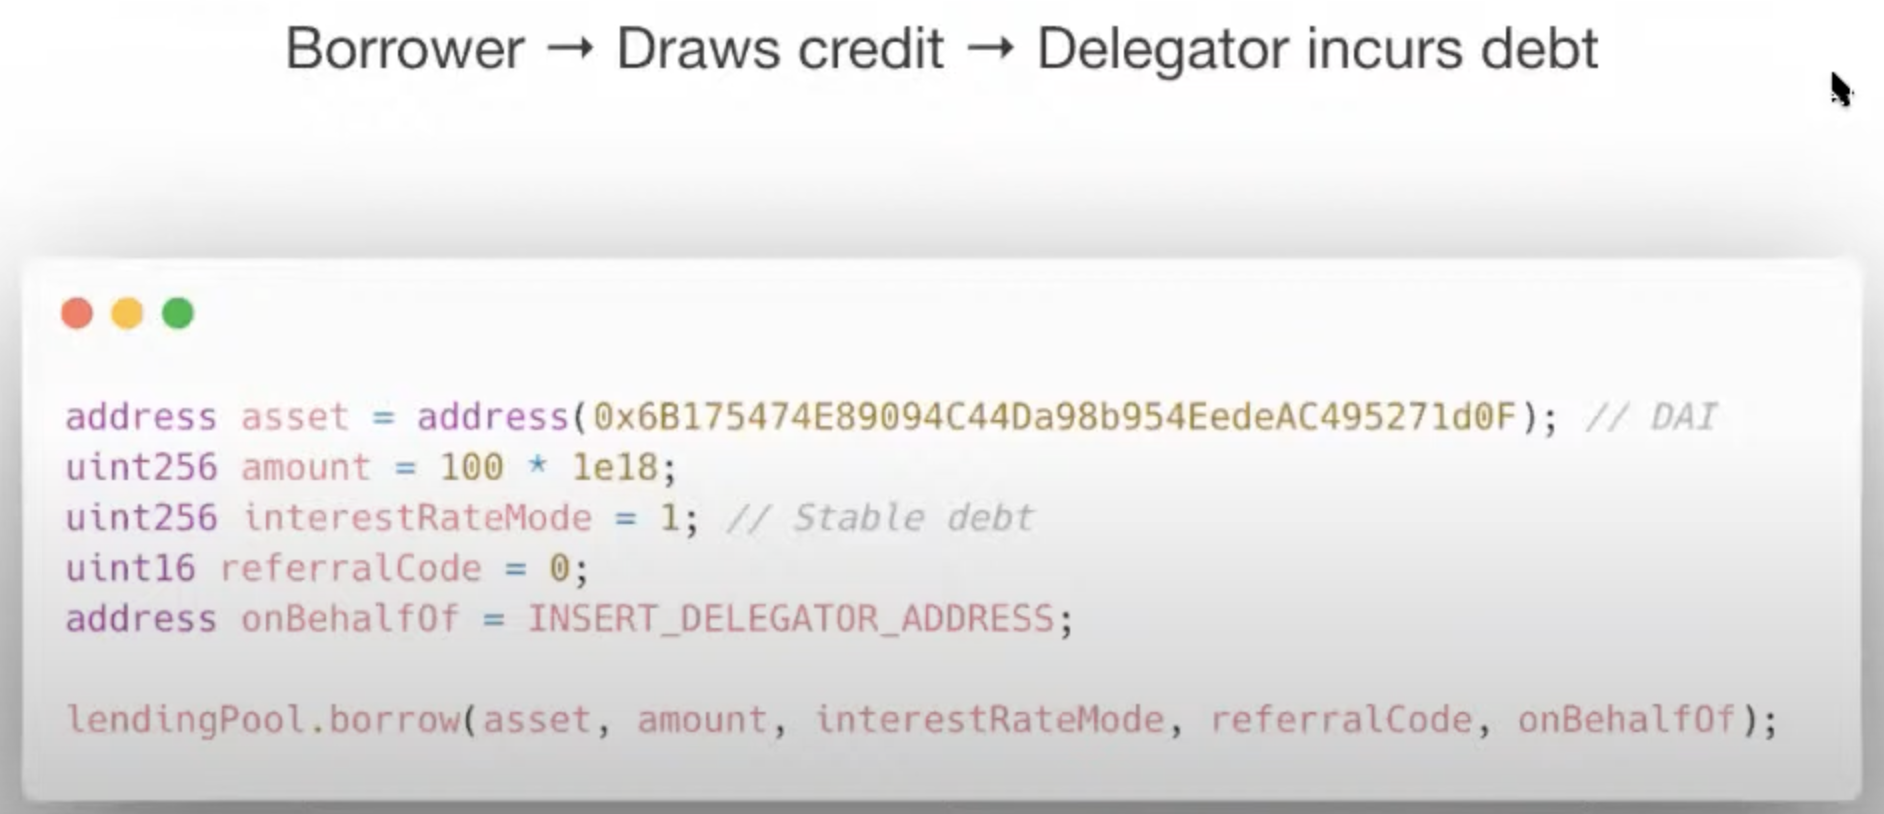 Borrower → Draws credit → Delegator incurs debt
address asset = address(0x6B175474E89094C44Da98b954EedeAC495271d0F); // DAI
uint256 amount = 100 * 1e18;
uint256 interestRateMode = 1; // Stable debt
uint16 referralCode = 0;
address onBehalfOf = INSERT_DELEGATOR_ADDRESS;
lendingPool.borrow(asset, amount, interestRateMode, referralCode, onBehalfOf);